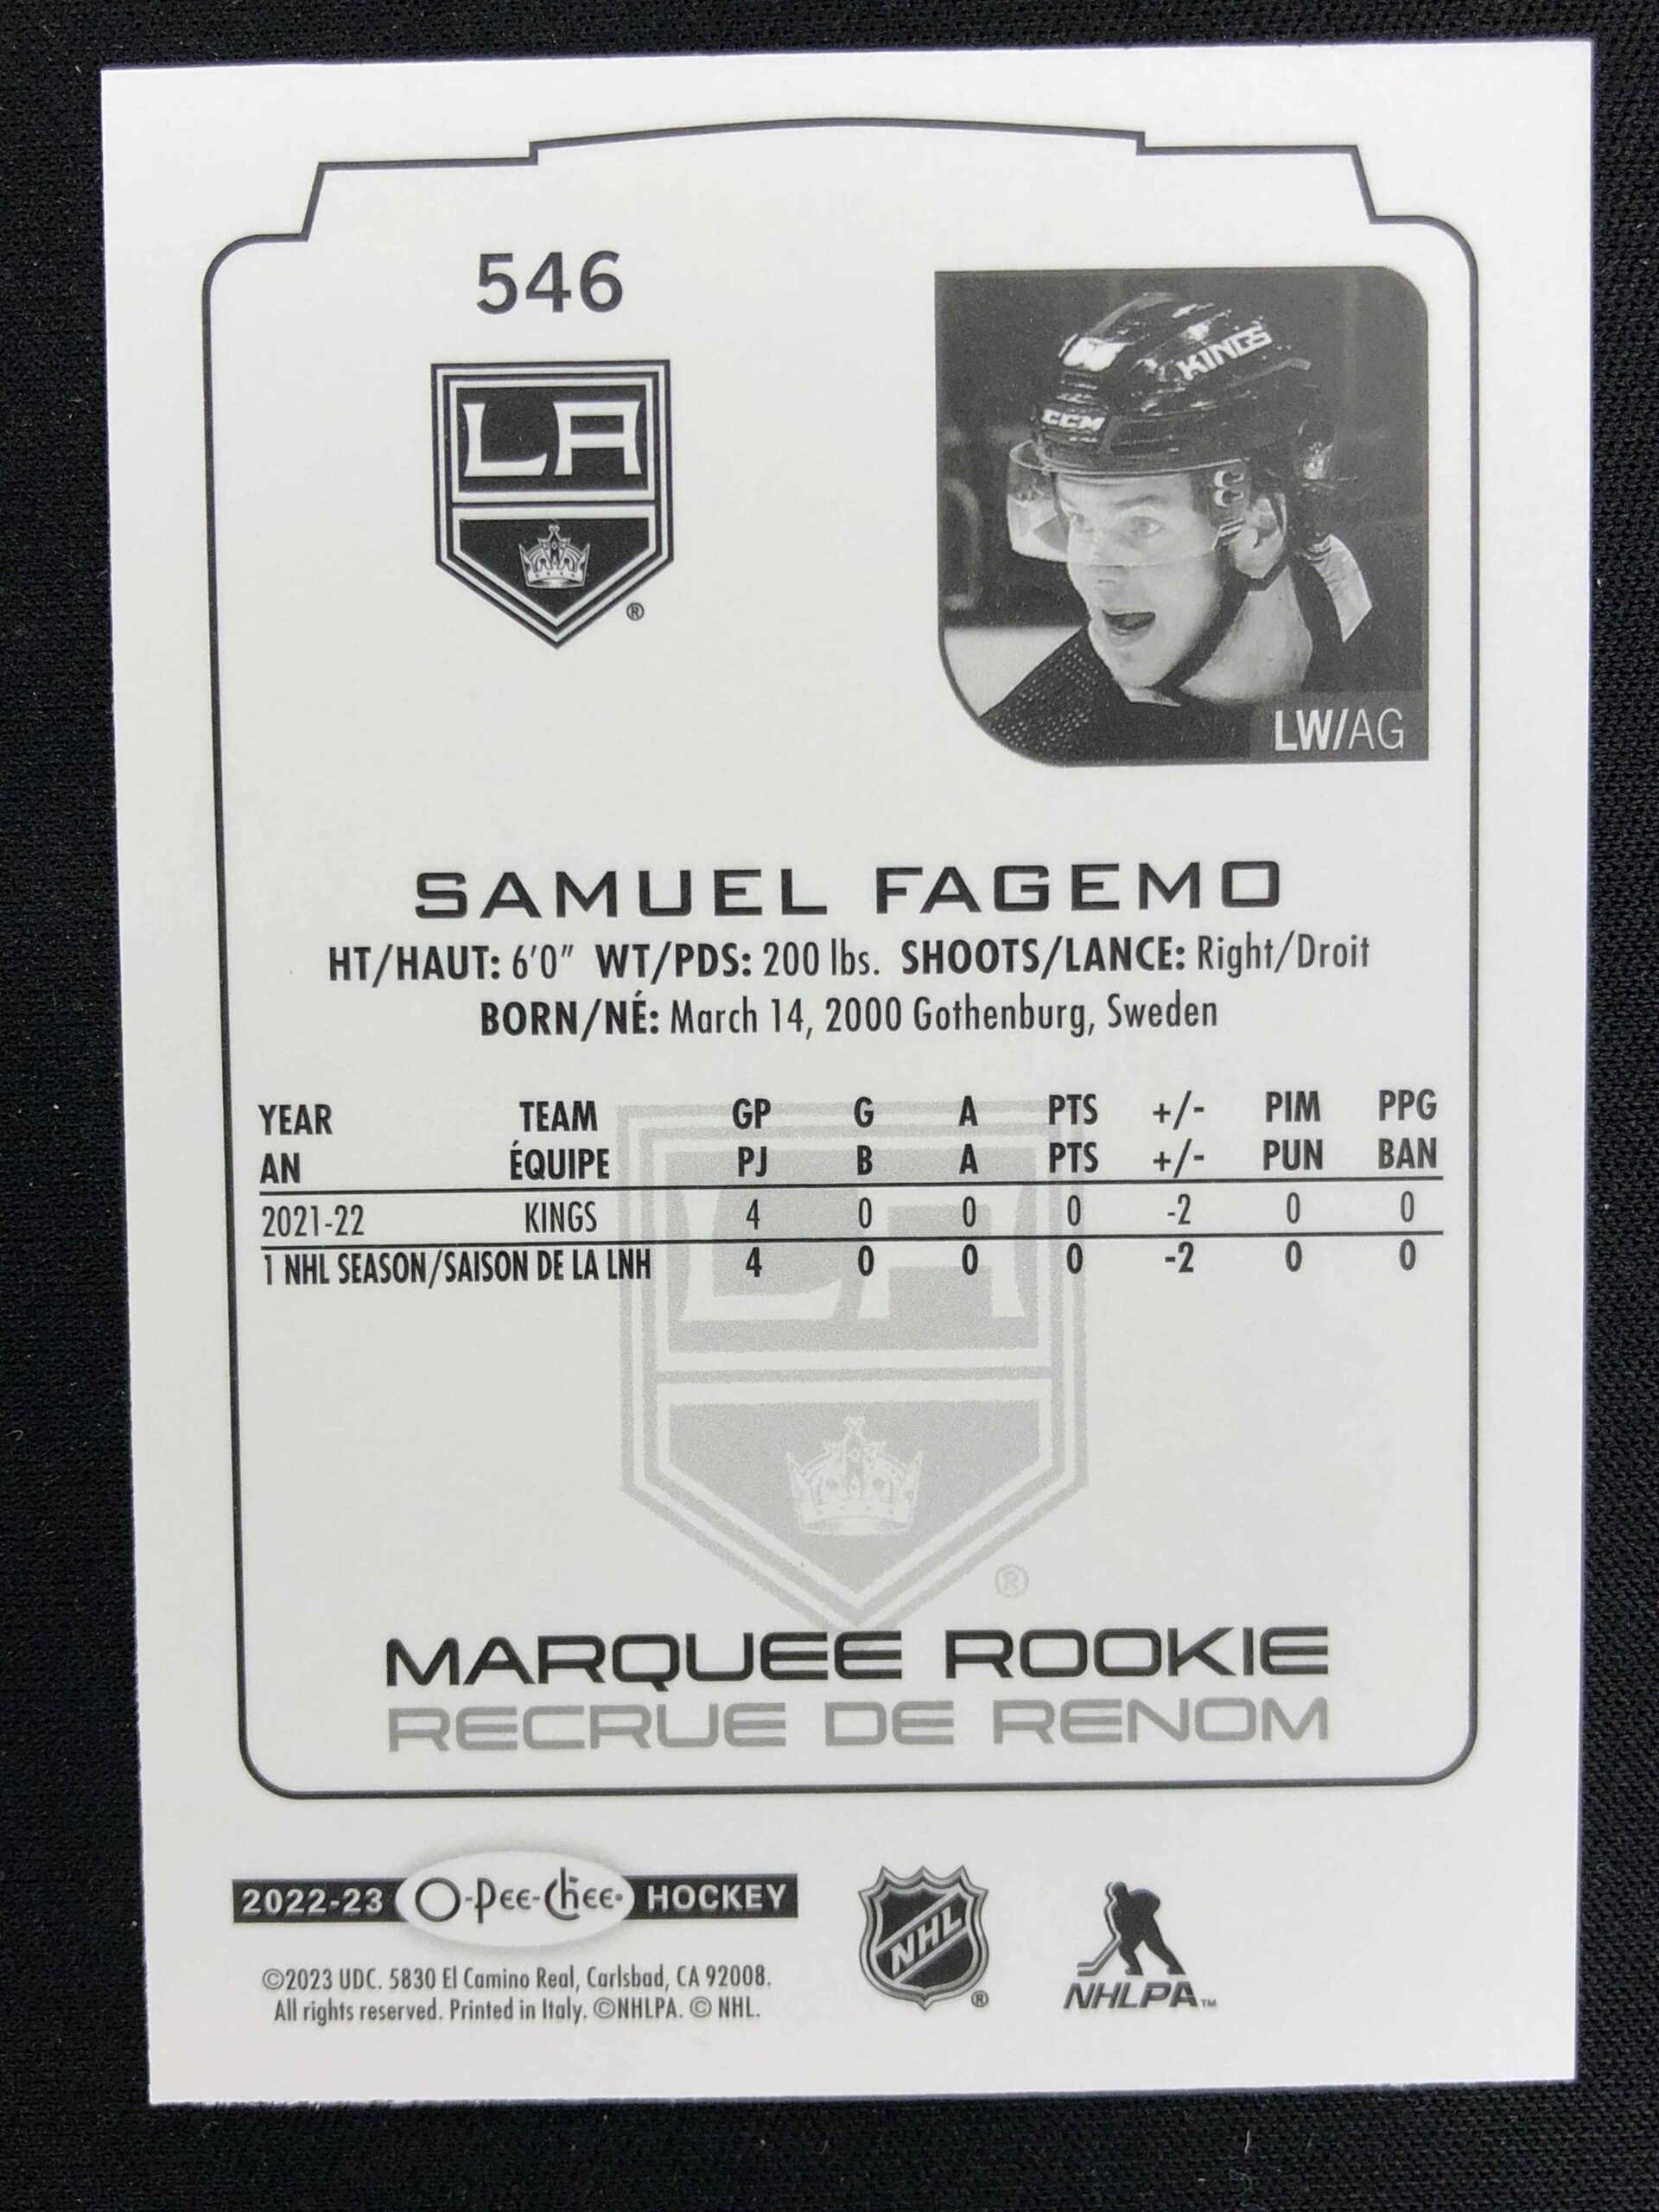 546
LA
®
KINGS
CCM
LW/AG
SAMUEL FAGEMO
HT/HAUT: 6'0" WT/PDS: 200 lbs. SHOOTS/LANCE: Right/Droit
BORN/NÉ: March 14, 2000 Gothenburg, Sweden
YEAR TEAM GP G A PTS +/- PIM PPG
AN ÉQUIPE PJ B A PTS +/- PUN BAN
2021-22 KINGS 4 0 0 0 -2 0 0
1 NHL SEASON/SAISON DE LA LNH 4 0 0 0 -2 0 0
LA
®
MARQUEE ROOKIE
RECRUE DE RENOM
2022-23 O-Pee-Chee HOCKEY
©2023 UDC. 5830 El Camino Real, Carlsbad, CA 92008.
All rights reserved. Printed in Italy. ©NHLPA. © NHL.
NHL
®
NHLPA™